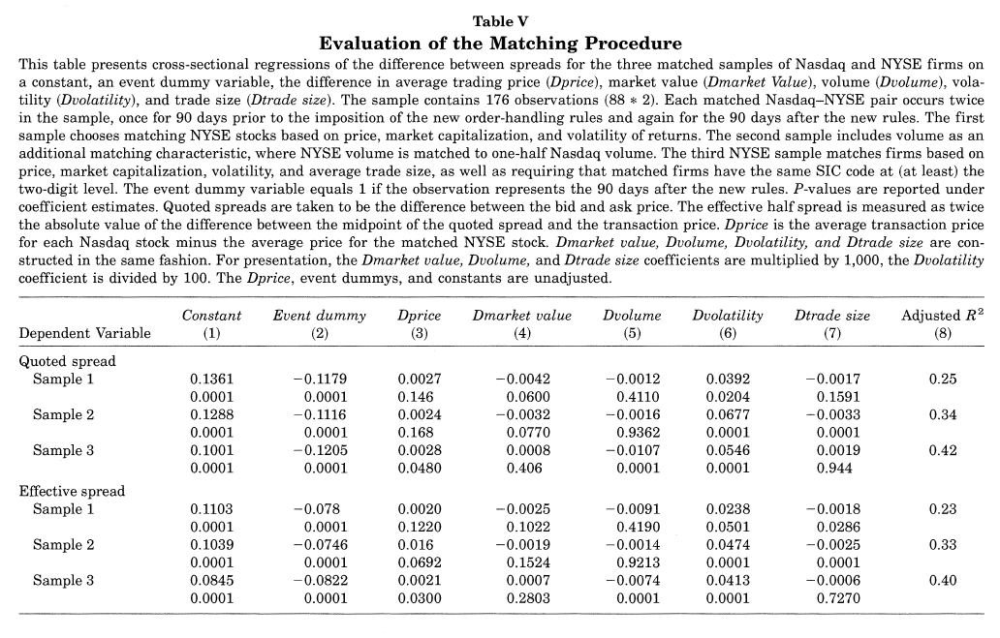 Table V
Evaluation of the Matching Procedure
This table presents cross-sectional regressions of the difference between spreads for the three matched samples of Nasdaq and NYSE firms on
a constant, an event dummy variable, the difference in average trading price (Dprice), market value (Dmarket Value), volume (Dvolume), vola-
tility (Dvolatility), and trade size (Dtrade size). The sample contains 176 observations (88 * 2). Each matched Nasdaq–NYSE pair occurs twice
in the sample, once for 90 days prior to the imposition of the new order-handling rules and again for the 90 days after the new rules. The first
sample chooses matching NYSE stocks based on price, market capitalization, and volatility of returns. The second sample includes volume as an
additional matching characteristic, where NYSE volume is matched to one-half Nasdaq volume. The third NYSE sample matches firms based on
price, market capitalization, volatility, and average trade size, as well as requiring that matched firms have the same SIC code at (at least) the
two-digit level. The event dummy variable equals 1 if the observation represents the 90 days after the new rules. P-values are reported under
coefficient estimates. Quoted spreads are taken to be the difference between the bid and ask price. The effective half spread is measured as twice
the absolute value of the difference between the midpoint of the quoted spread and the transaction price. Dprice is the average transaction price
for each Nasdaq stock minus the average price for the matched NYSE stock. Dmarket value, Dvolume, Dvolatility, and Dtrade size are con-
structed in the same fashion. For presentation, the Dmarket value, Dvolume, and Dtrade size coefficients are multiplied by 1,000, the Dvolatility
coefficient is divided by 100. The Dprice, event dummys, and constants are unadjusted.
Constant Event dummy Dprice Dmarket value Dvolume Dvolatility Dtrade size Adjusted R²
Dependent Variable (1) (2) (3) (4) (5) (6) (7) (8)
Quoted spread
Sample 1 0.1361 −0.1179 0.0027 −0.0042 −0.0012 0.0392 −0.0017 0.25
0.0001 0.0001 0.146 0.0600 0.4110 0.0204 0.1591
Sample 2 0.1288 −0.1116 0.0024 −0.0032 −0.0016 0.0677 −0.0033 0.34
0.0001 0.0001 0.168 0.0770 0.9362 0.0001 0.0001
Sample 3 0.1001 −0.1205 0.0028 0.0008 −0.0107 0.0546 0.0019 0.42
0.0001 0.0001 0.0480 0.406 0.0001 0.0001 0.944
Effective spread
Sample 1 0.1103 −0.078 0.0020 −0.0025 −0.0091 0.0238 −0.0018 0.23
0.0001 0.0001 0.1220 0.1022 0.4190 0.0501 0.0286
Sample 2 0.1039 −0.0746 0.016 −0.0019 −0.0014 0.0474 −0.0025 0.33
0.0001 0.0001 0.0692 0.1524 0.9213 0.0001 0.0001
Sample 3 0.0845 −0.0822 0.0021 0.0007 −0.0074 0.0413 −0.0006 0.40
0.0001 0.0001 0.0300 0.2803 0.0001 0.0001 0.7270